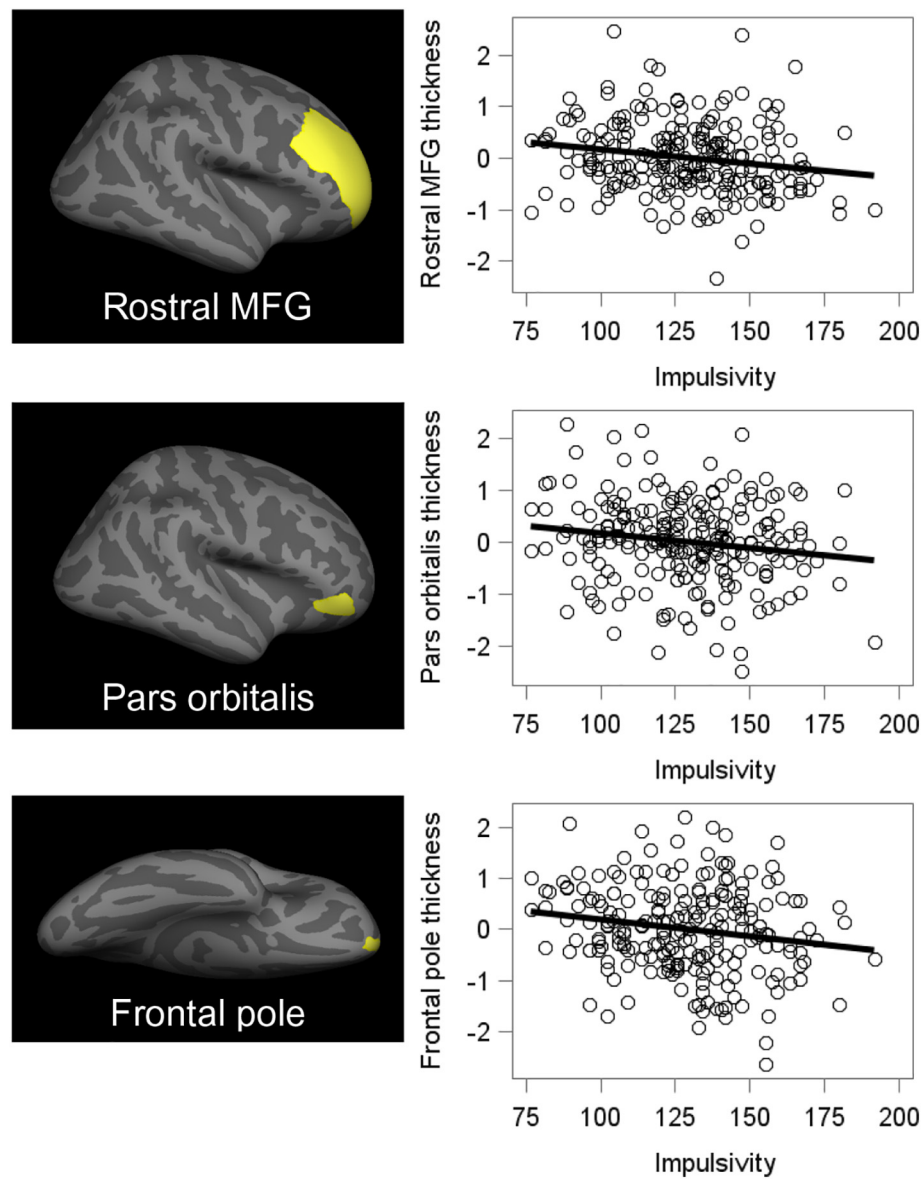 Rostral MFG
Rostral MFG thickness
2
1
0
-1
-2
75 100 125 150 175 200
Impulsivity
Pars orbitalis
Pars orbitalis thickness
2
1
0
-1
-2
75 100 125 150 175 200
Impulsivity
Frontal pole
Frontal pole thickness
2
1
0
-1
-2
75 100 125 150 175 200
Impulsivity